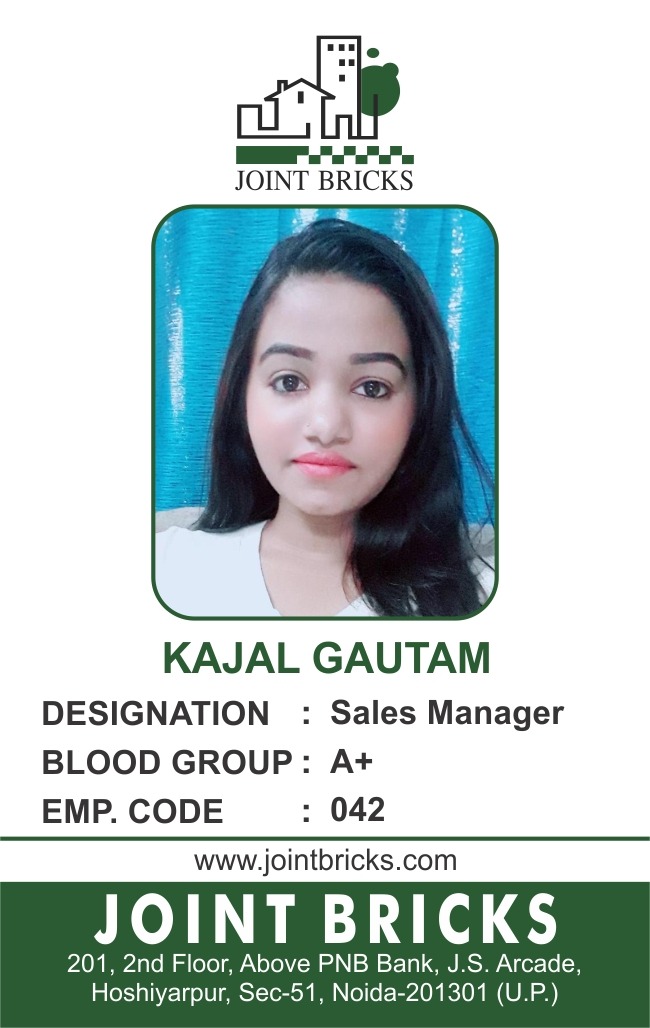 JOINT BRICKS
KAJAL GAUTAM
DESIGNATION : Sales Manager
BLOOD GROUP : A+
EMP. CODE : 042
www.jointbricks.com
JOINT BRICKS
201, 2nd Floor, Above PNB Bank, J.S. Arcade,
Hoshiyarpur, Sec-51, Noida-201301 (U.P.)